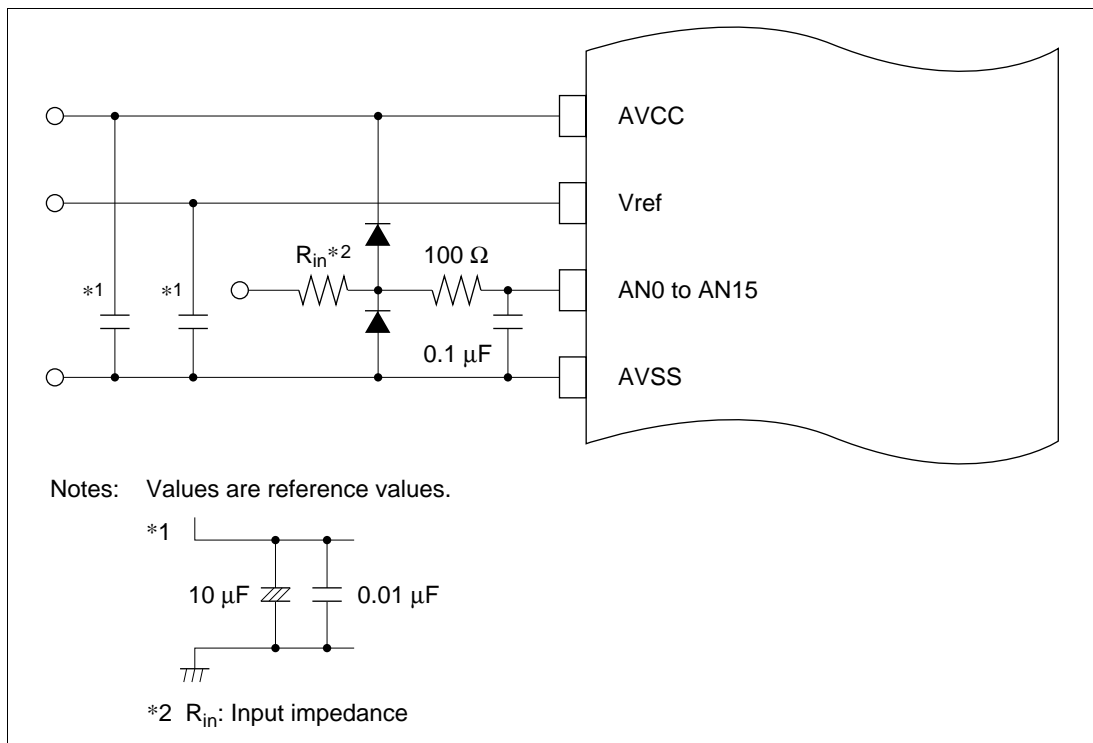 AVCC
Vref
Rin*2
100 Ω
*1
*1
AN0 to AN15
0.1 μF
AVSS
Notes: Values are reference values.
*1
10 μF
0.01 μF
*2 Rin: Input impedance